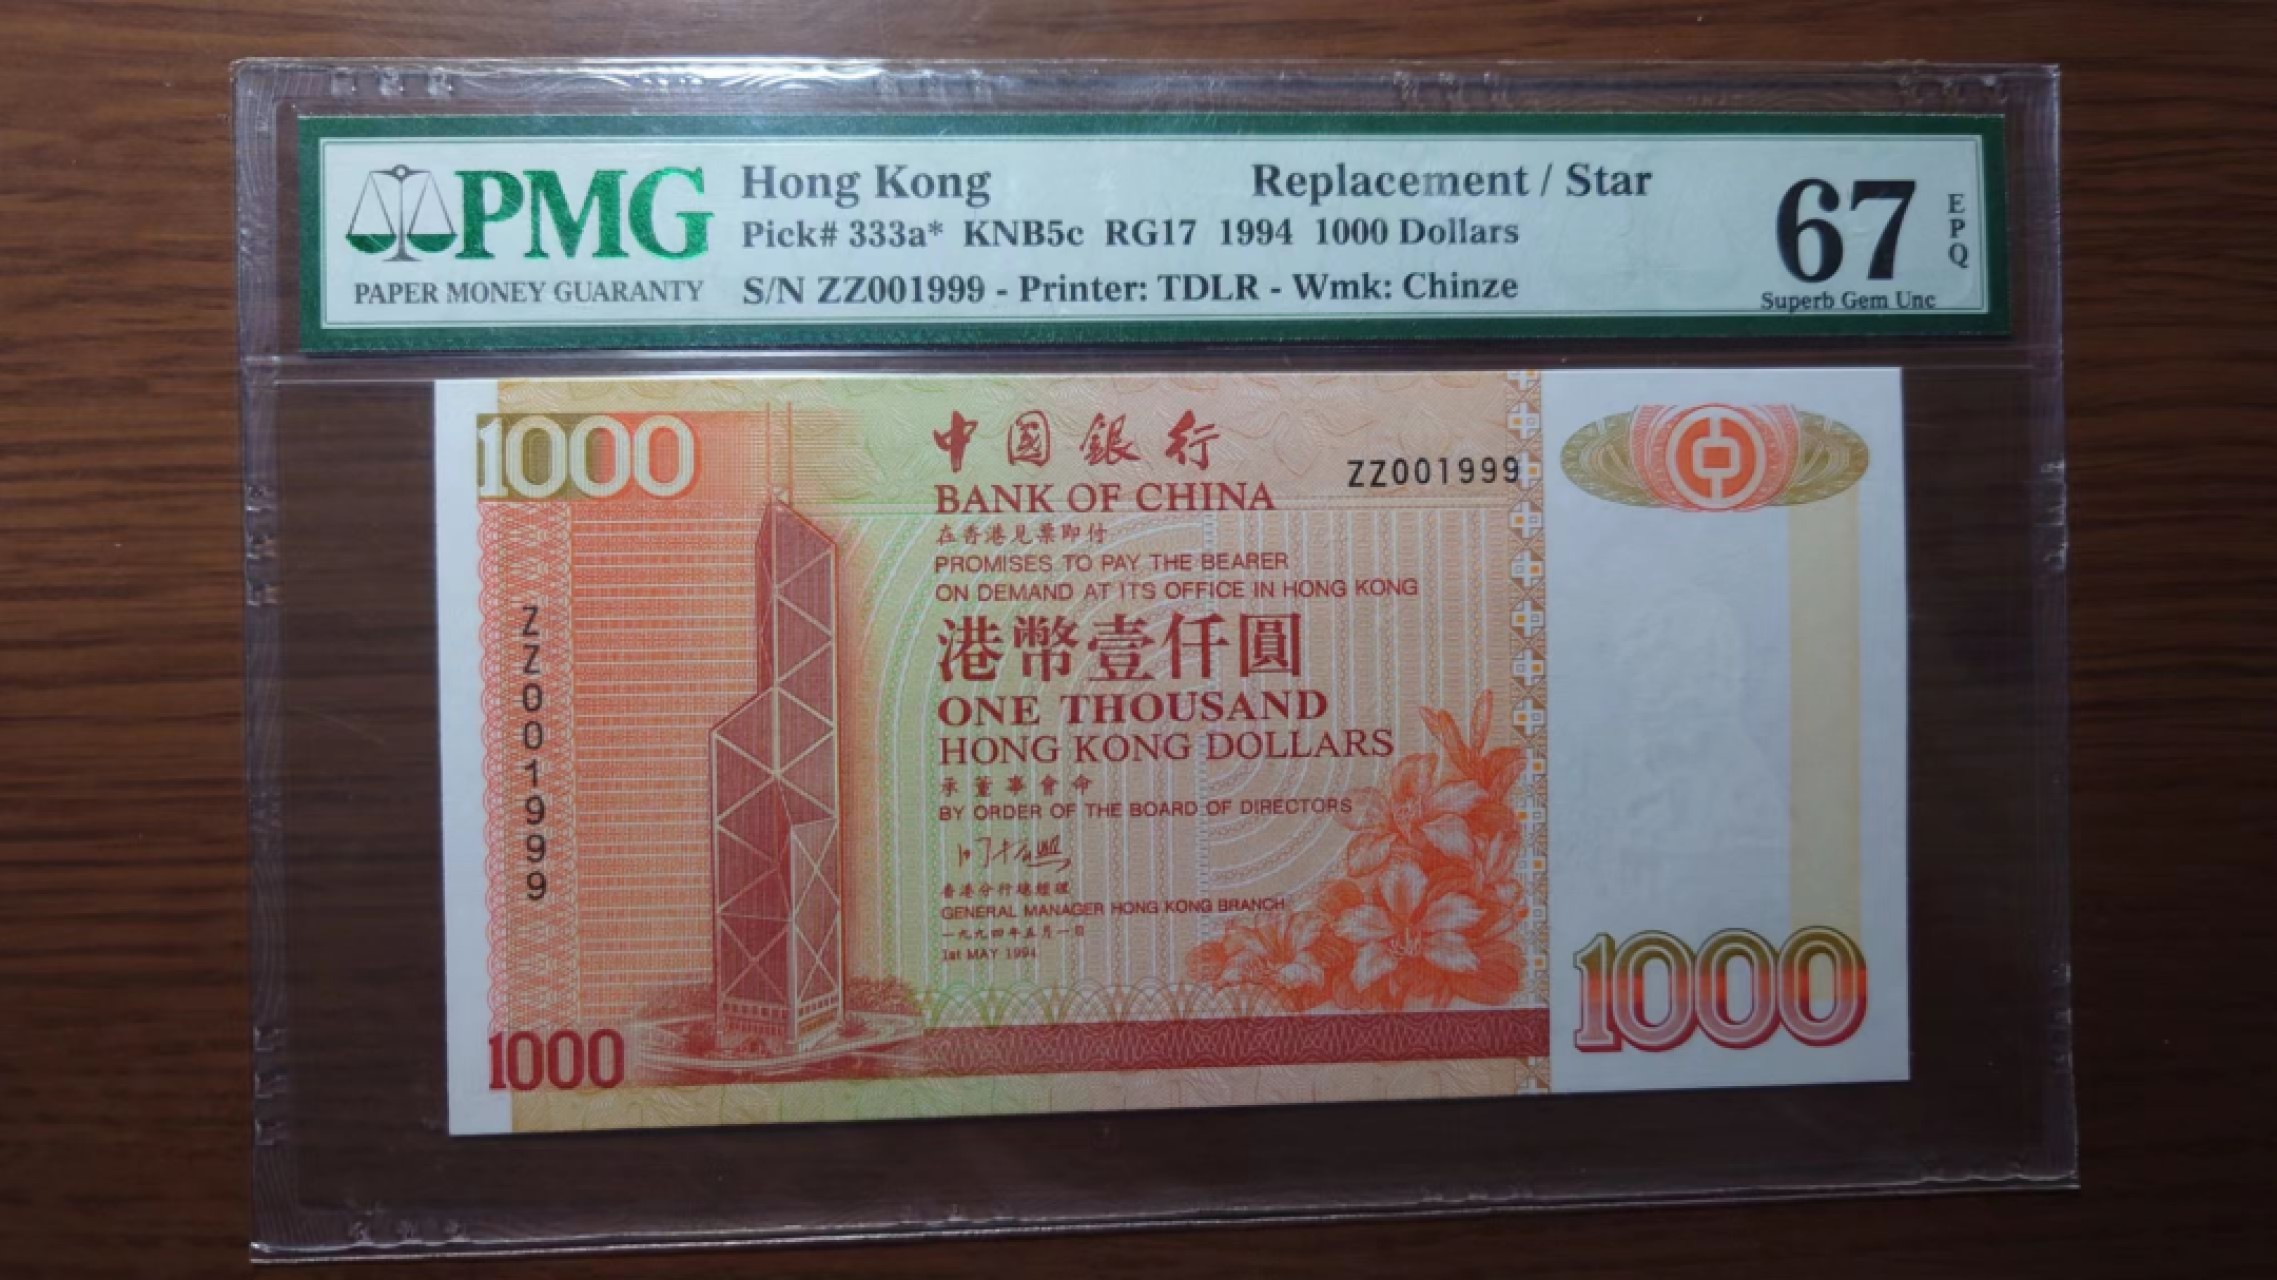 PMG
PAPER MONEY GUARANTY
Hong Kong Replacement / Star
Pick# 333a* KNB5c RG17 1994 1000 Dollars
S/N ZZ001999 - Printer: TDLR - Wmk: Chinze
67
EPQ
Superb Gem Unc
1000
中國銀行
ZZ001999
BANK OF CHINA
在香港見票即付
PROMISES TO PAY THE BEARER
ON DEMAND AT ITS OFFICE IN HONG KONG
港幣壹仟圓
ONE THOUSAND
HONG KONG DOLLARS
承董事會命
BY ORDER OF THE BOARD OF DIRECTORS
香港分行總經理
GENERAL MANAGER HONG KONG BRANCH
一九九四年五月一日
1st MAY 1994
ZZ001999
1000
1000